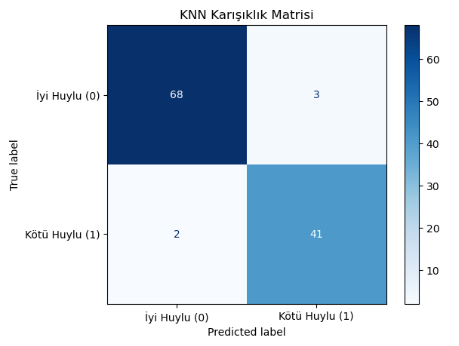 KNN Karışıklık Matrisi
İyi Huylu (0)
68
3
Kötü Huylu (1)
2
41
True label
İyi Huylu (0)
Kötü Huylu (1)
Predicted label
60
50
40
30
20
10